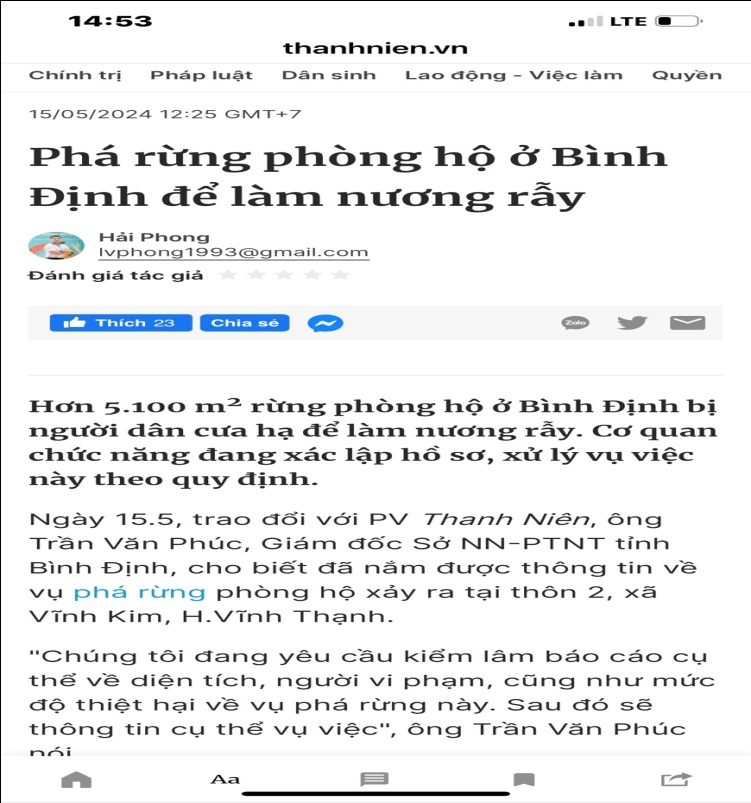 14:53
LTE
thanhnien.vn
Chính trị Pháp luật Dân sinh Lao động - Việc làm Quyền
15/05/2024 12:25 GMT+7
Phá rừng phòng hộ ở Bình
Định để làm nương rẫy
Hải Phong
lvphong1993@gmail.com
Đánh giá tác giả
Thích 23 Chia sẻ
Zalo
Hơn 5.100 m² rừng phòng hộ ở Bình Định bị
người dân cưa hạ để làm nương rẫy. Cơ quan
chức năng đang xác lập hồ sơ, xử lý vụ việc
này theo quy định.
Ngày 15.5, trao đổi với PV Thanh Niên, ông
Trần Văn Phúc, Giám đốc Sở NN-PTNT tỉnh
Bình Định, cho biết đã nắm được thông tin về
vụ phá rừng phòng hộ xảy ra tại thôn 2, xã
Vĩnh Kim, H.Vĩnh Thạnh.
"Chúng tôi đang yêu cầu kiểm lâm báo cáo cụ
thể về diện tích, người vi phạm, cũng như mức
độ thiệt hại về vụ phá rừng này. Sau đó sẽ
thông tin cụ thể vụ việc", ông Trần Văn Phúc
nói
Aa